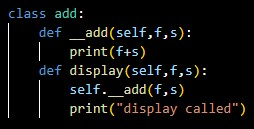 class add:
    def __add(self,f,s):
        print(f+s)
    def display(self,f,s):
        self.__add(f,s)
        print("display called")